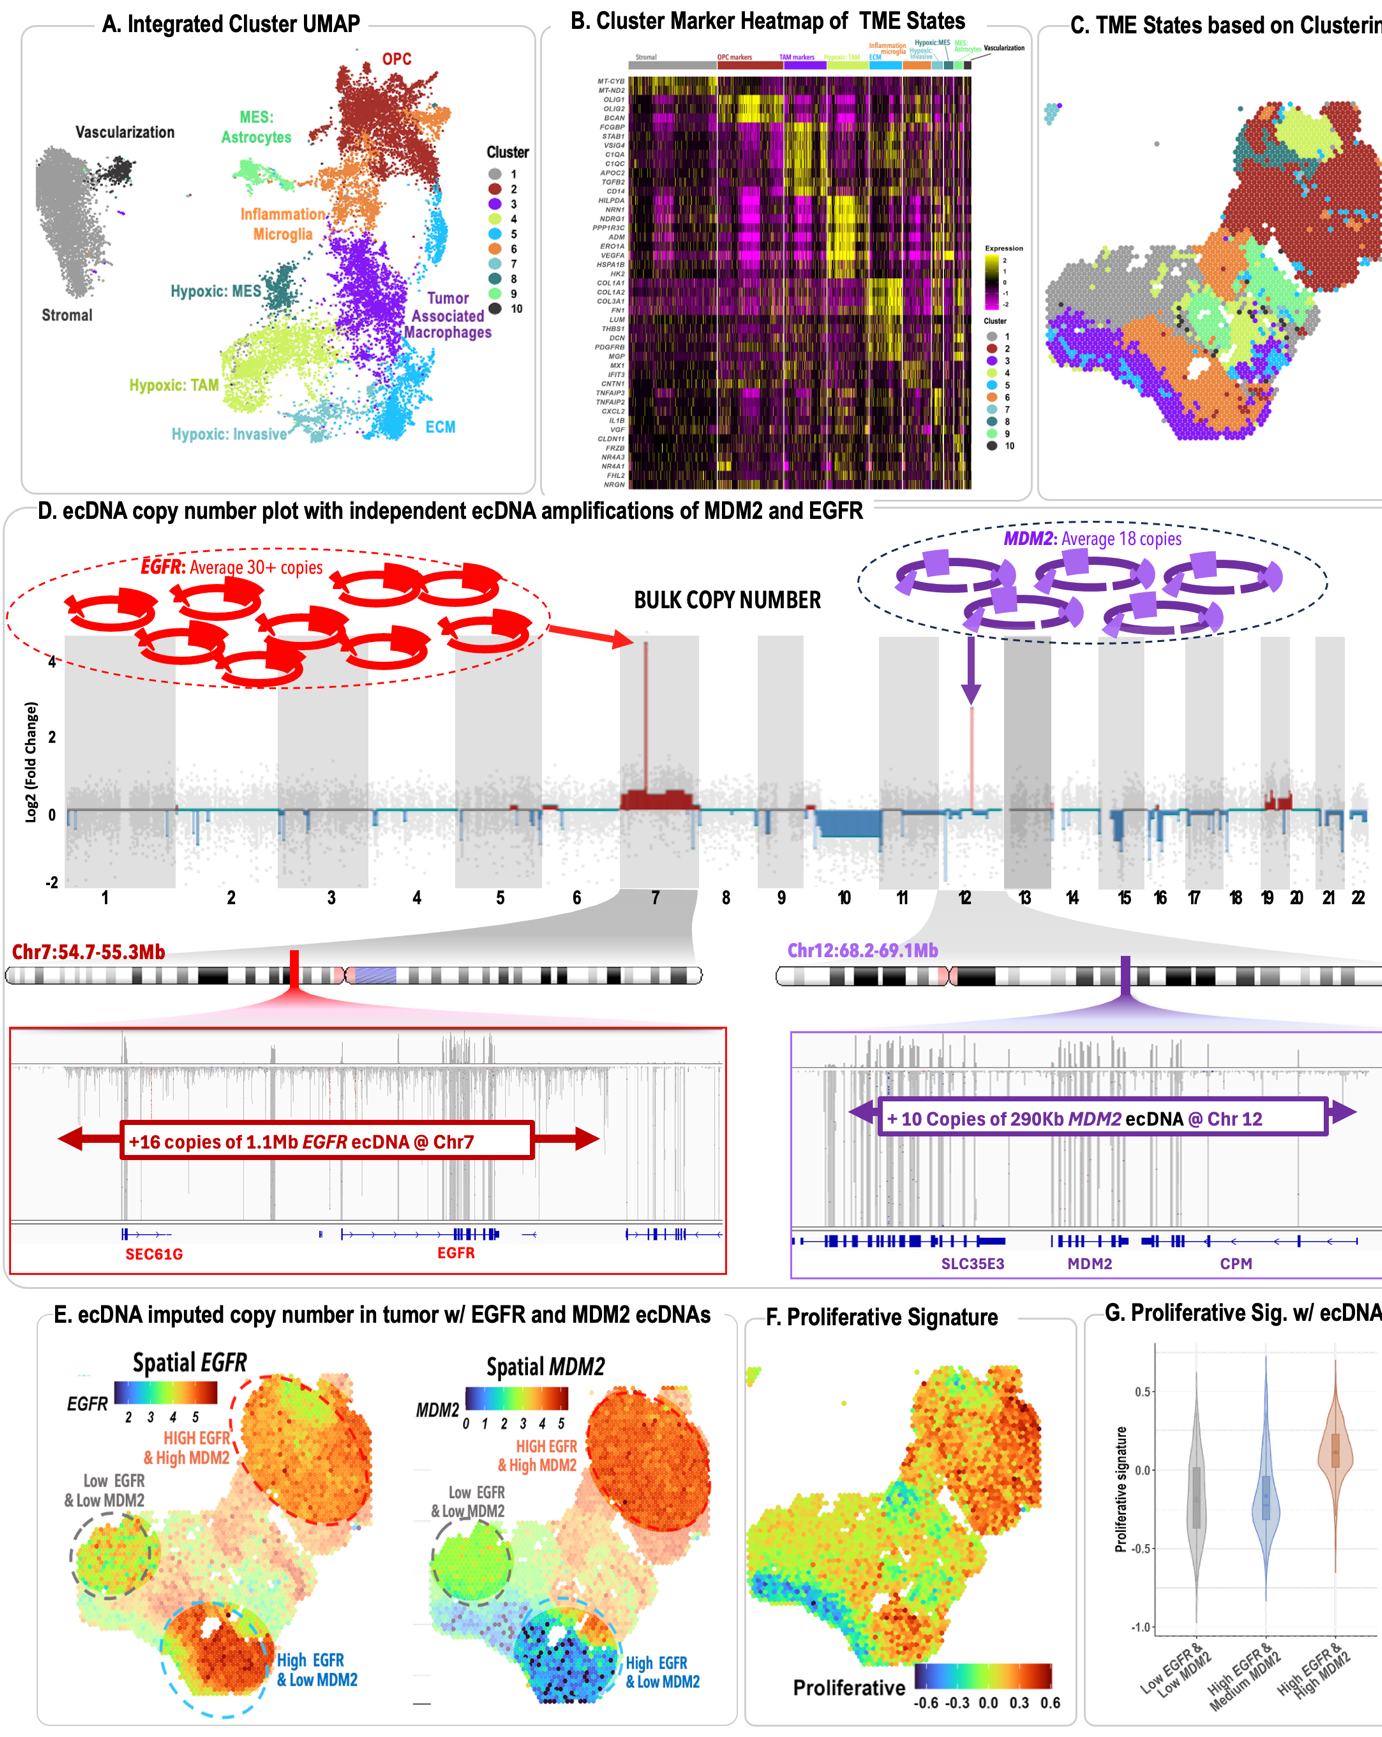 A. Integrated Cluster UMAP
OPC
MES:
Astrocytes
Vascularization
Inflammation
Microglia
Hypoxic: MES
Tumor
Associated
Macrophages
Stromal
Hypoxic: TAM
Hypoxic: Invasive
ECM
Cluster
1
2
3
4
5
6
7
8
9
10
B. Cluster Marker Heatmap of TME States
Stromal
OPC markers
TAM markers
Hypoxic: TAM
Inflammation
microglia
ECM
Hypoxic:
Invasive
Hypoxic:MES
MES:
Astrocytes
Vascularization
MT-CYB
MT-ND2
OLIG1
OLIG2
BCAN
FCGBP
STAB1
VSIG4
C1QA
C1QC
APOC2
TGFB2
CD14
HILPDA
NRN1
NDRG1
PPP1R3C
ADM
ERO1A
VEGFA
HSPA1B
HK2
COL1A1
COL1A2
COL3A1
FN1
LUM
THBS1
DCN
PDGFRB
MGP
MX1
IFIT3
CNTN1
TNFAIP3
TNFAIP2
CXCL2
IL1B
VGF
CLDN11
FRZB
NR4A3
NR4A1
FHL2
NRGN
Expression
2
1
0
-1
-2
Cluster
1
2
3
4
5
6
7
8
9
10
C. TME States based on Clusterin
D. ecDNA copy number plot with independent ecDNA amplifications of MDM2 and EGFR
EGFR: Average 30+ copies
MDM2: Average 18 copies
BULK COPY NUMBER
Log2 (Fold Change)
4
2
0
-2
1 2 3 4 5 6 7 8 9 10 11 12 13 14 15 16 17 18 19 20 21 22
Chr7:54.7-55.3Mb
Chr12:68.2-69.1Mb
+16 copies of 1.1Mb EGFR ecDNA @ Chr7
+ 10 Copies of 290Kb MDM2 ecDNA @ Chr 12
SEC61G
EGFR
SLC35E3
MDM2
CPM
E. ecDNA imputed copy number in tumor w/ EGFR and MDM2 ecDNAs
Spatial EGFR
EGFR
2 3 4 5
HIGH EGFR
& High MDM2
Low EGFR
& Low MDM2
High EGFR
& Low MDM2
Spatial MDM2
MDM2
0 1 2 3 4 5
HIGH EGFR
& High MDM2
Low EGFR
& Low MDM2
High EGFR
& Low MDM2
F. Proliferative Signature
Proliferative
-0.6 -0.3 0.0 0.3 0.6
G. Proliferative Sig. w/ ecDNA
Proliferative signature
0.5
0.0
-0.5
-1.0
Low EGFR &
Low MDM2
High EGFR &
Medium MDM2
High EGFR &
High MDM2